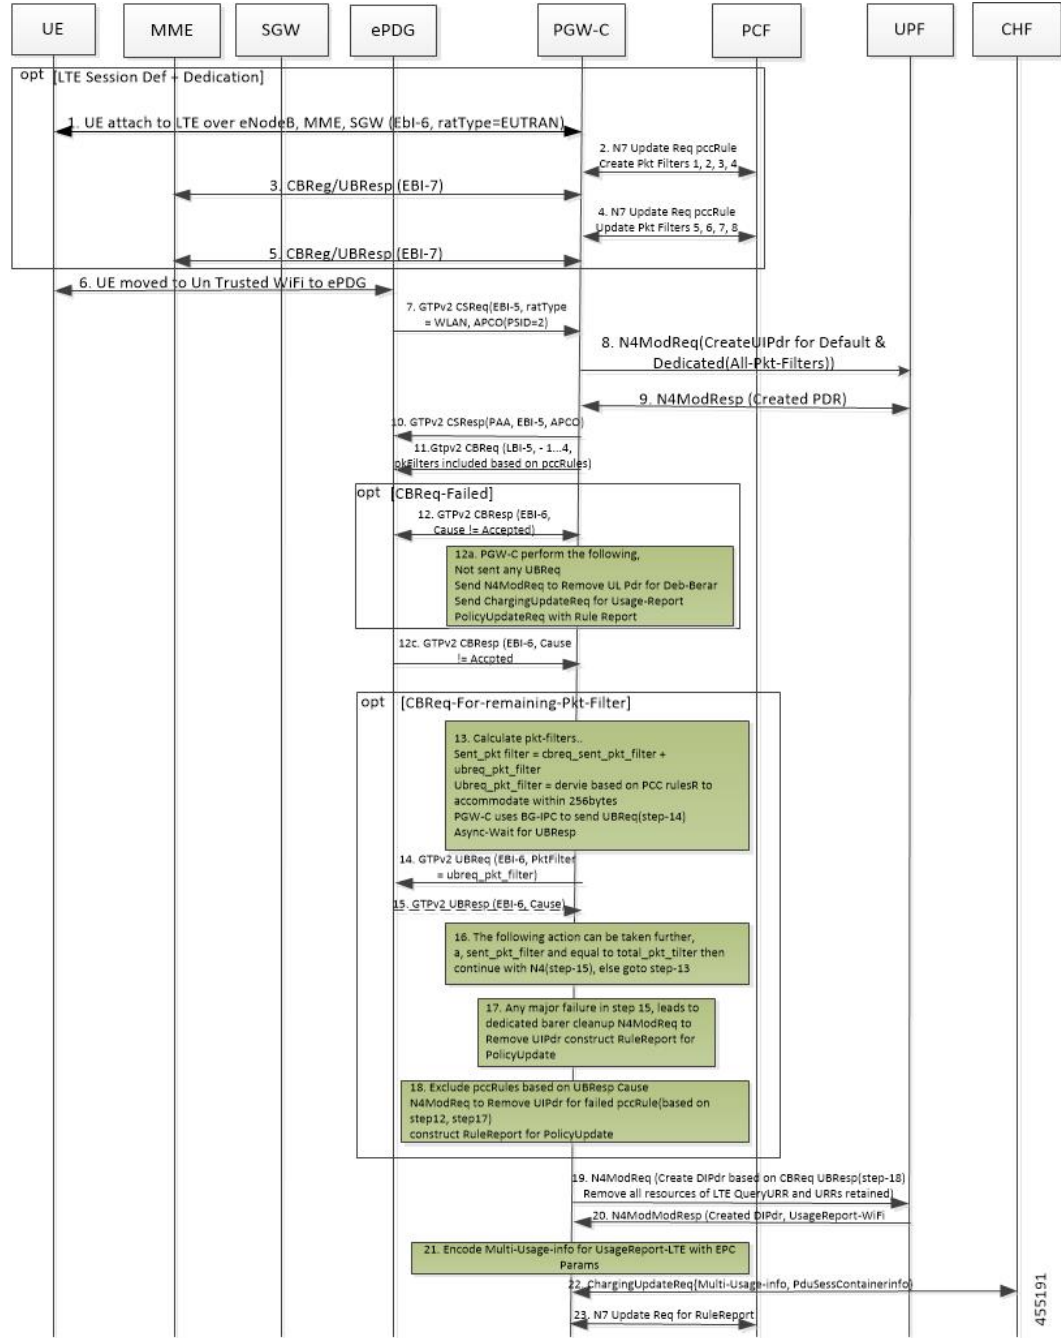 UE MME SGW ePDG PGW-C PCF UPF CHF
opt [LTE Session Def + Dedication]
1. UE attach to LTE over eNodeB, MME, SGW (EbI-6, ratType=EUTRAN)
2. N7 Update Req pccRule
Create Pkt Filters 1, 2, 3, 4
3. CBReg/UBResp (EBI-7)
4. N7 Update Req pccRule
Update Pkt Filters 5, 6, 7, 8
5. CBReg/UBResp (EBI-7)
6. UE moved to Un Trusted WiFi to ePDG
7. GTPv2 CSReq(EBI-5, ratType
= WLAN, APCO(PSID=2)
8. N4ModReq(CreateUIPdr for Default &
Dedicated(All-Pkt-Filters))
9. N4ModResp (Created PDR)
10. GTPv2 CSResp(PAA, EBI-5, APCO)
11.Gtpv2 CBReq (LBI-5, - 1...4,
pkFilters included based on pccRules)
opt [CBReq-Failed]
12. GTPv2 CBResp (EBI-6,
Cause != Accepted)
12a. PGW-C perform the following,
Not sent any UBReq
Send N4ModReq to Remove UL Pdr for Deb-Berar
Send ChargingUpdateReq for Usage-Report
PolicyUpdateReq with Rule Report
12c. GTPv2 CBResp (EBI-6, Cause
!= Accpted
opt [CBReq-For-remaining-Pkt-Filter]
13. Calculate pkt-filters..
Sent_pkt filter = cbreq_sent_pkt_filter +
ubreq_pkt_filter
Ubreq_pkt_filter = dervie based on PCC rulesR to
accommodate within 256bytes
PGW-C uses BG-IPC to send UBReq(step-14)
Async-Wait for UBResp
14. GTPv2 UBReq (EBI-6, PktFilter
= ubreq_pkt_filter)
15. GTPv2 UBResp (EBI-6, Cause)
16. The following action can be taken further,
a, sent_pkt_filter and equal to total_pkt_tilter then
continue with N4(step-15), else goto step-13
17. Any major failure in step 15, leads to
dedicated barer cleanup N4ModReq to
Remove UIPdr construct RuleReport for
PolicyUpdate
18. Exclude pccRules based on UBResp Cause
N4ModReq to Remove UIPdr for failed pccRule(based on
step12, step17)
construct RuleReport for PolicyUpdate
19. N4ModReq (Create DIPdr based on CBReq UBResp(step-18)
Remove all resources of LTE QueryURR and URRs retained)
20. N4ModModResp (Created DIPdr, UsageReport-WiFi
21. Encode Multi-Usage-info for UsageReport-LTE with EPC
Params
22. ChargingUpdateReq{Multi-Usage-info, PduSessContainerinfo}
23. N7 Update Req for RuleReport
455191